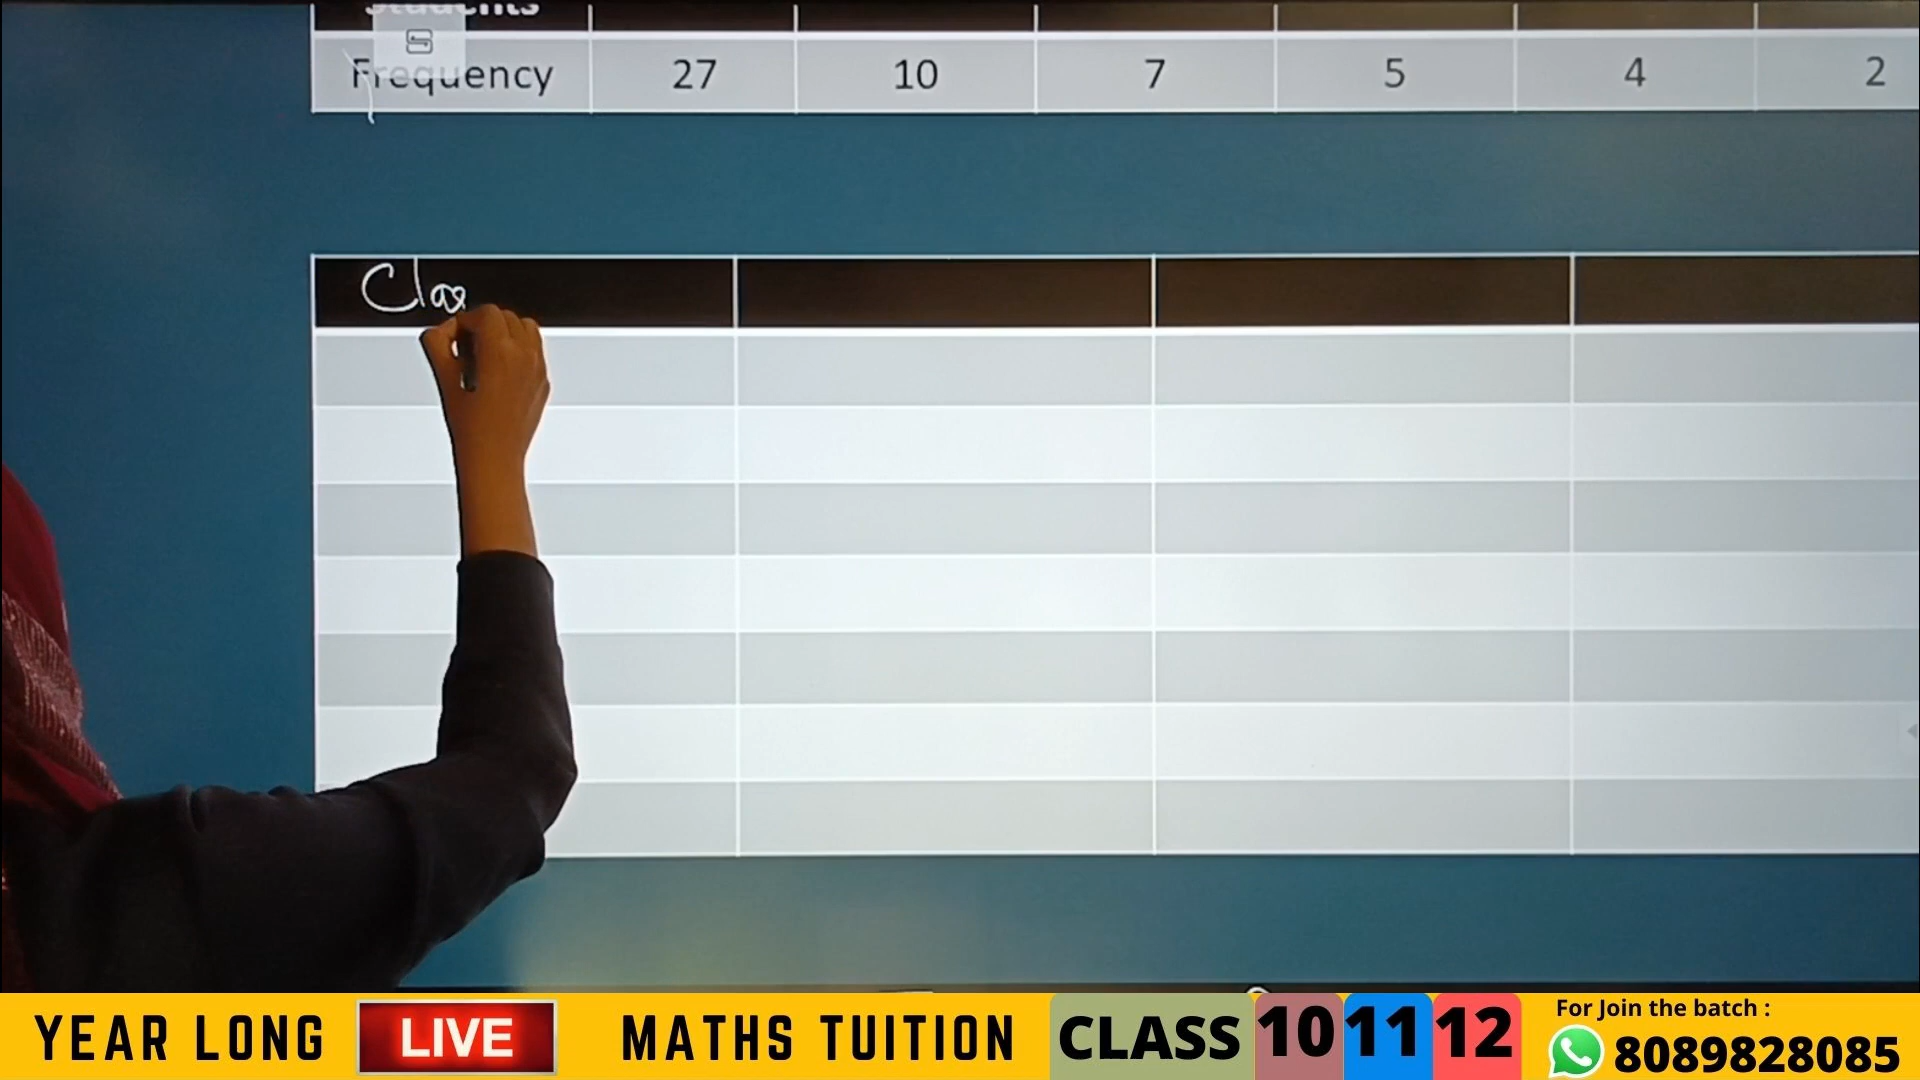 Students
Frequency 27 10 7 5 4 2
Clas
YEAR LONG LIVE MATHS TUITION CLASS 10 11 12
For Join the batch :
8089828085